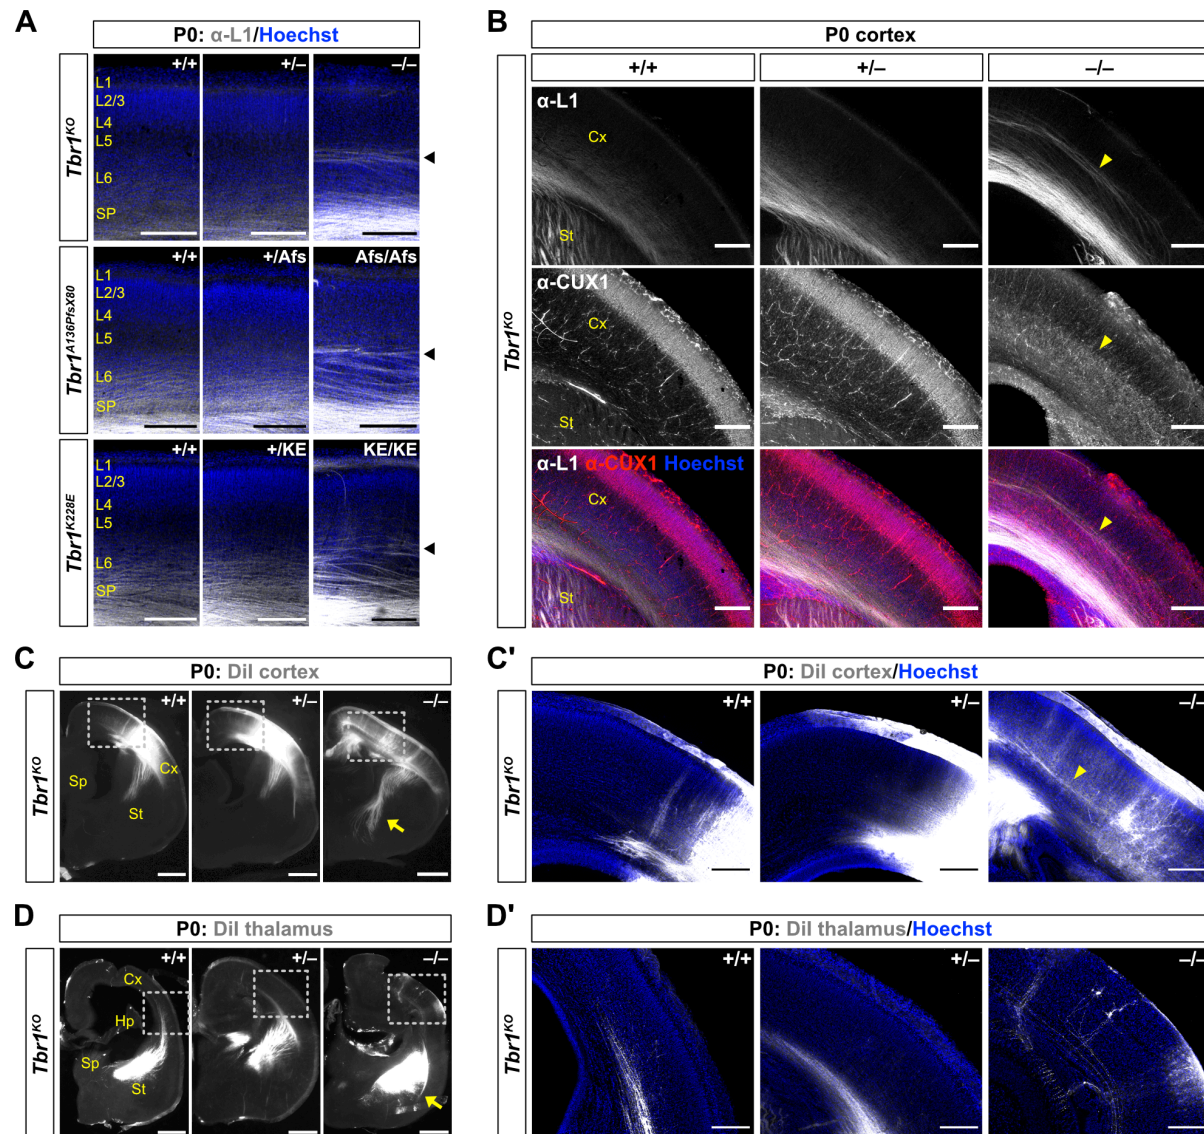 A
P0: α-L1/Hoechst
Tbr1KO
+/+
+/–
–/–
L1
L2/3
L4
L5
L6
SP
Tbr1A136PfsX80
+/+
+/Afs
Afs/Afs
L1
L2/3
L4
L5
L6
SP
Tbr1K228E
+/+
+/KE
KE/KE
L1
L2/3
L4
L5
L6
SP
B
P0 cortex
+/+
+/–
–/–
Tbr1KO
α-L1
Cx
St
α-CUX1
Cx
St
α-L1 α-CUX1 Hoechst
Cx
St
C
P0: DiI cortex
Tbr1KO
+/+
+/–
–/–
Sp
Cx
St
C'
P0: DiI cortex/Hoechst
Tbr1KO
+/+
+/–
–/–
D
P0: DiI thalamus
Tbr1KO
+/+
+/–
–/–
Cx
Hp
Sp
St
D'
P0: DiI thalamus/Hoechst
Tbr1KO
+/+
+/–
–/–